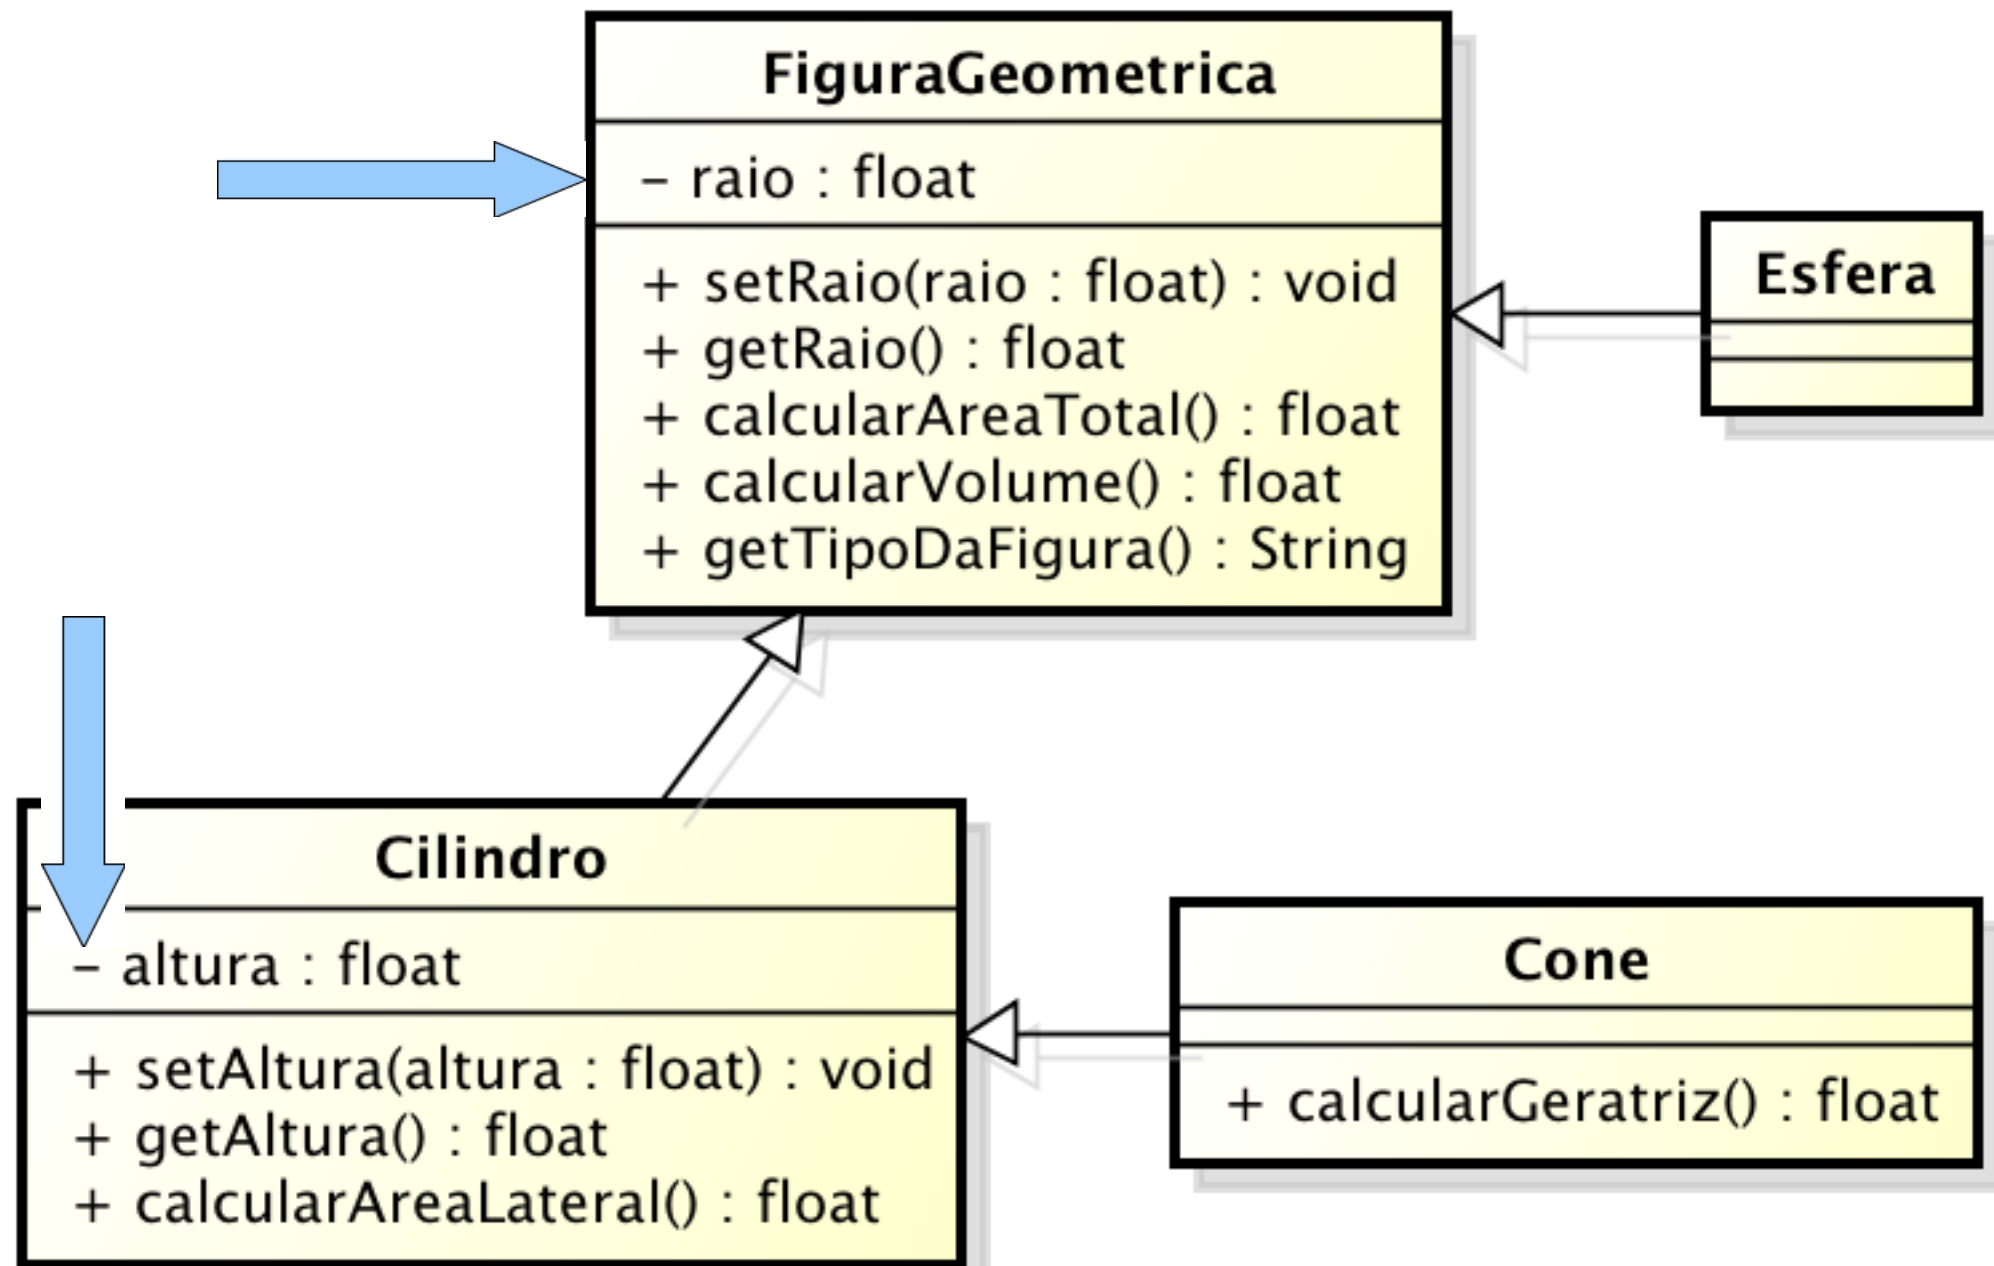 FiguraGeometrica
– raio : float
+ setRaio(raio : float) : void
+ getRaio() : float
+ calcularAreaTotal() : float
+ calcularVolume() : float
+ getTipoDaFigura() : String
Esfera
Cilindro
– altura : float
+ setAltura(altura : float) : void
+ getAltura() : float
+ calcularAreaLateral() : float
Cone
+ calcularGeratriz() : float